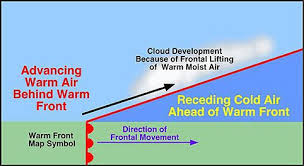 Cloud Development
Because of Frontal Lifting
of Warm Moist Air
Advancing
Warm Air
Behind Warm
Front
Receding Cold Air
Ahead of Warm Front
Warm Front
Map Symbol
Direction of
Frontal Movement